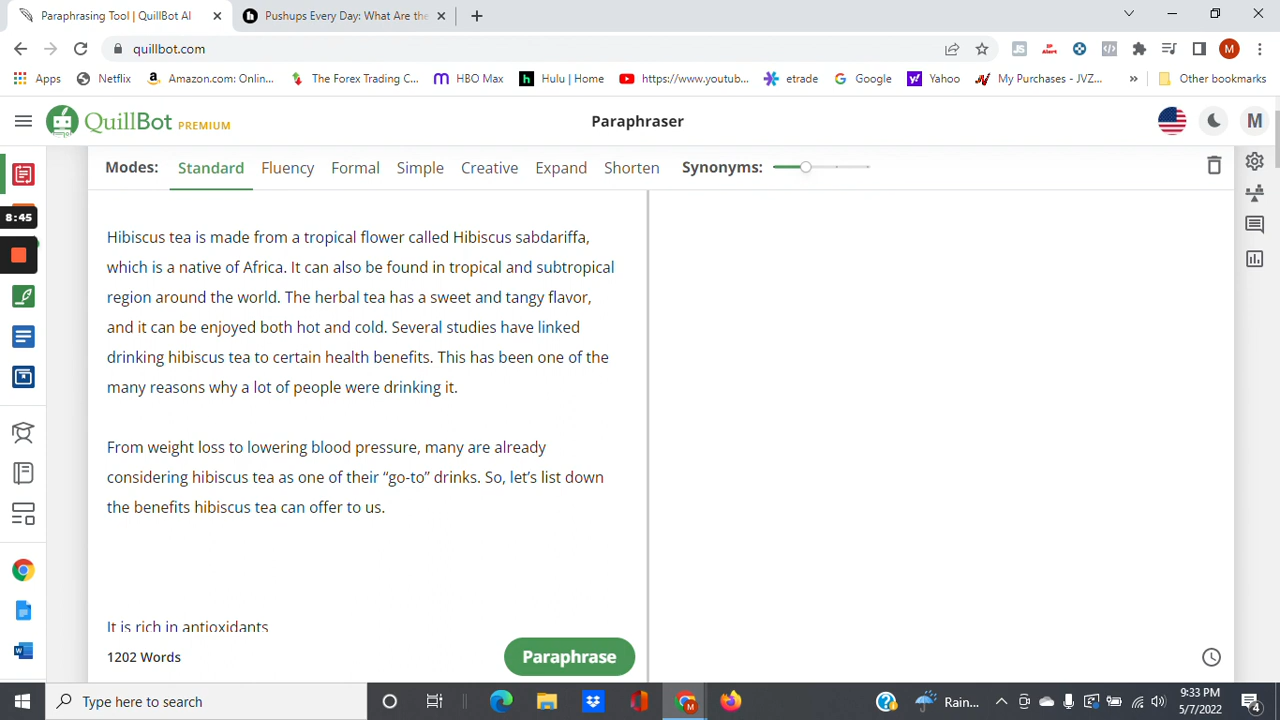 Paraphrasing Tool | QuillBot AI
Pushups Every Day: What Are the
quillbot.com
Apps
Netflix
Amazon.com: Onlin...
The Forex Trading C...
HBO Max
Hulu | Home
https://www.youtub...
etrade
Google
Yahoo
My Purchases - JVZ...
Other bookmarks
QuillBot PREMIUM
Paraphraser
M
Modes: Standard Fluency Formal Simple Creative Expand Shorten Synonyms:
8:45
Hibiscus tea is made from a tropical flower called Hibiscus sabdariffa,
which is a native of Africa. It can also be found in tropical and subtropical
region around the world. The herbal tea has a sweet and tangy flavor,
and it can be enjoyed both hot and cold. Several studies have linked
drinking hibiscus tea to certain health benefits. This has been one of the
many reasons why a lot of people were drinking it.
From weight loss to lowering blood pressure, many are already
considering hibiscus tea as one of their “go-to” drinks. So, let’s list down
the benefits hibiscus tea can offer to us.
It is rich in antioxidants
1202 Words
Paraphrase
Type here to search
Rain...
9:33 PM
5/7/2022
4